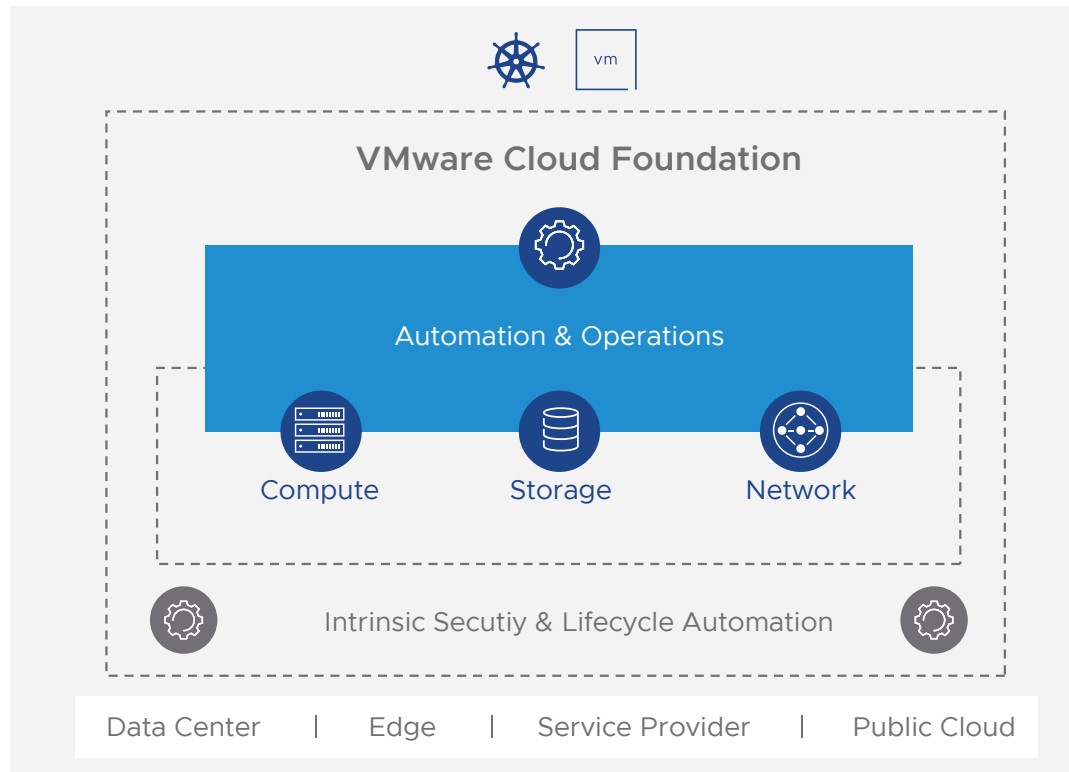 vm
VMware Cloud Foundation
Automation & Operations
Compute
Storage
Network
Intrinsic Secutiy & Lifecycle Automation
Data Center | Edge | Service Provider | Public Cloud